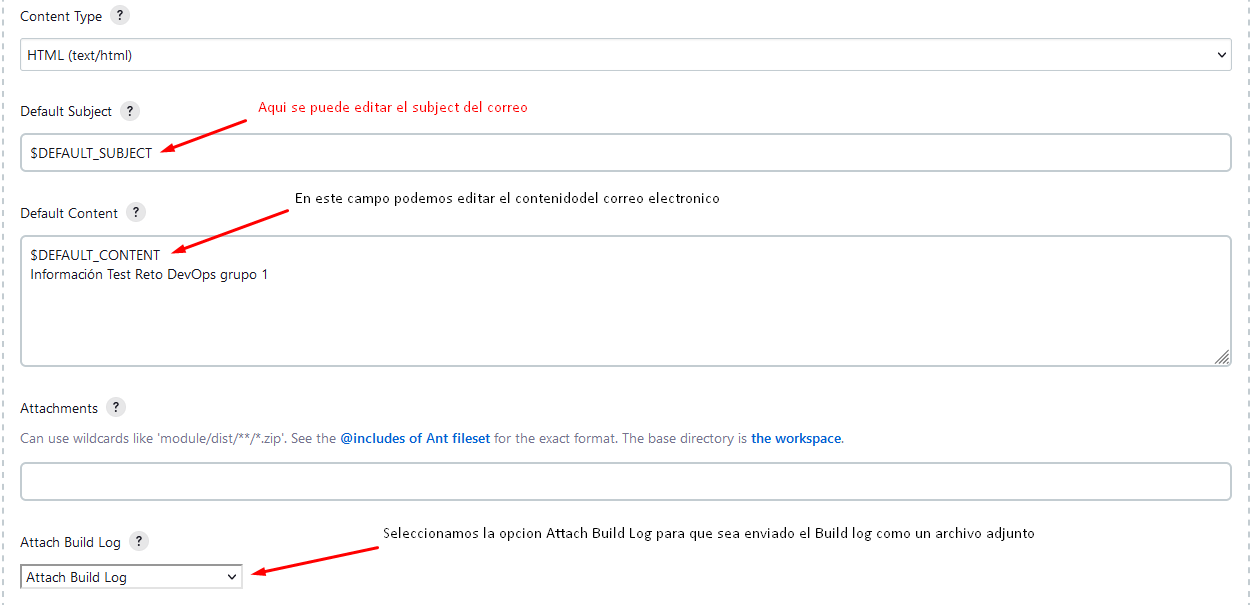 Content Type ?
HTML (text/html)
Aqui se puede editar el subject del correo
Default Subject ?
$DEFAULT_SUBJECT
En este campo podemos editar el contenidodel correo electronico
Default Content ?
$DEFAULT_CONTENT
Información Test Reto DevOps grupo 1
Attachments ?
Can use wildcards like 'module/dist/**/*.zip'. See the @includes of Ant fileset for the exact format. The base directory is the workspace.
Seleccionamos la opcion Attach Build Log para que sea enviado el Build log como un archivo adjunto
Attach Build Log ?
Attach Build Log